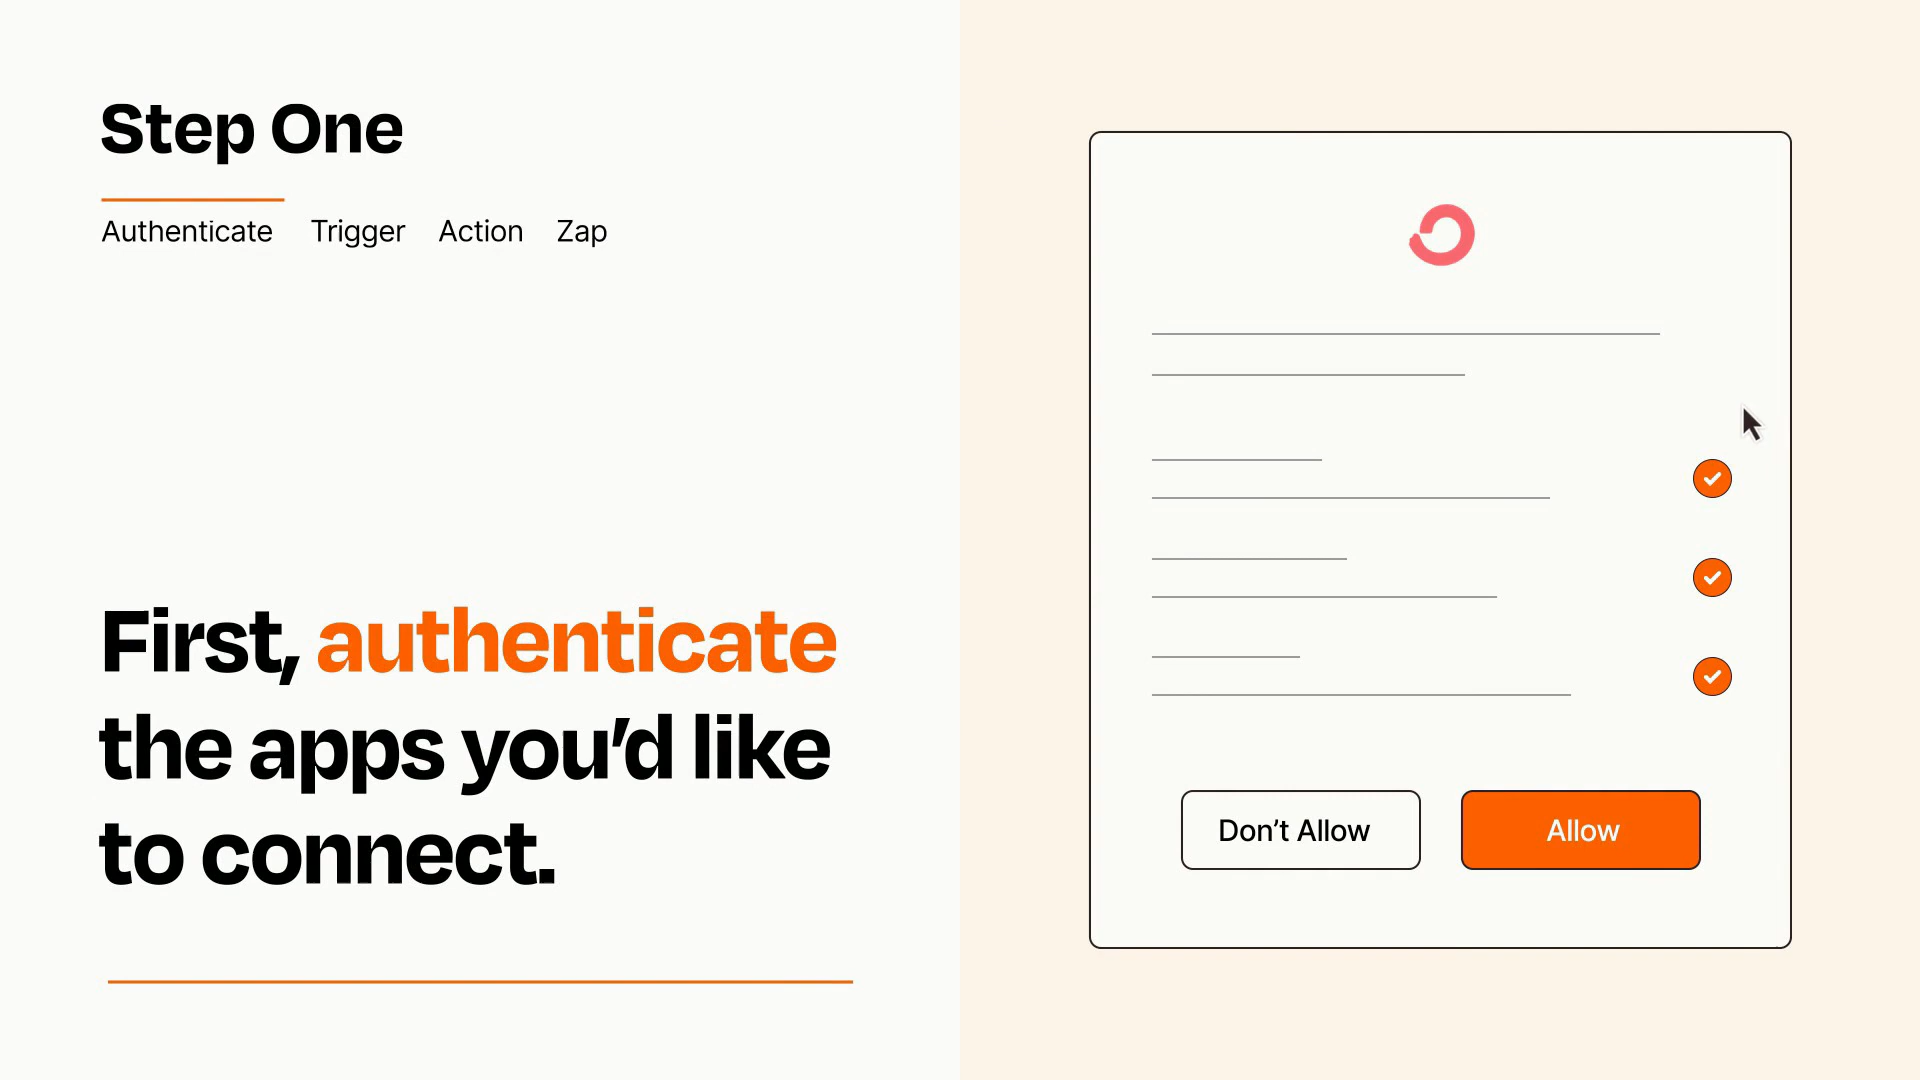 Step One
Authenticate Trigger Action Zap
First, authenticate
the apps you’d like
to connect.
Don’t Allow Allow